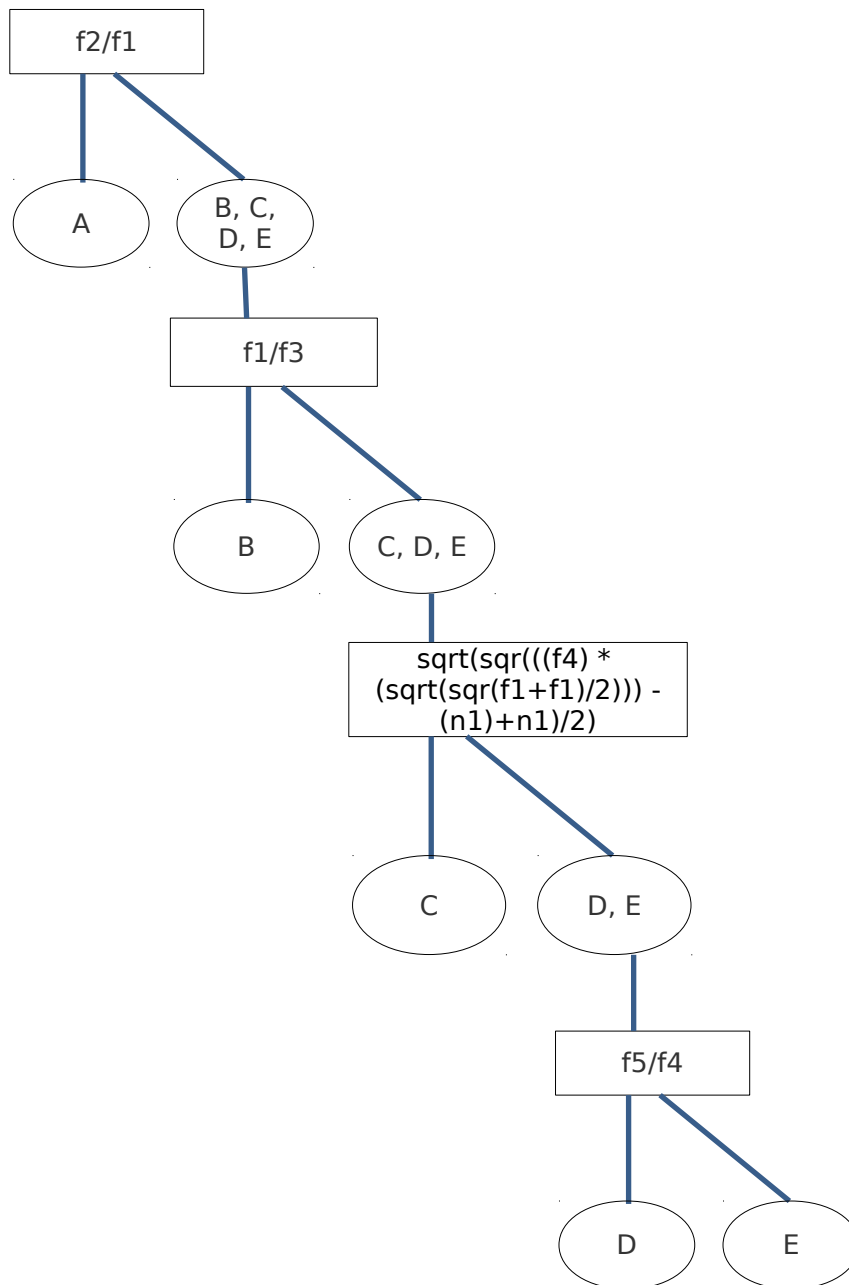 f2/f1
A
B, C,
D, E
f1/f3
B
C, D, E
sqrt(sqr(((f4) *
(sqrt(sqr(f1+f1)/2))) -
(n1)+n1)/2)
C
D, E
f5/f4
D
E